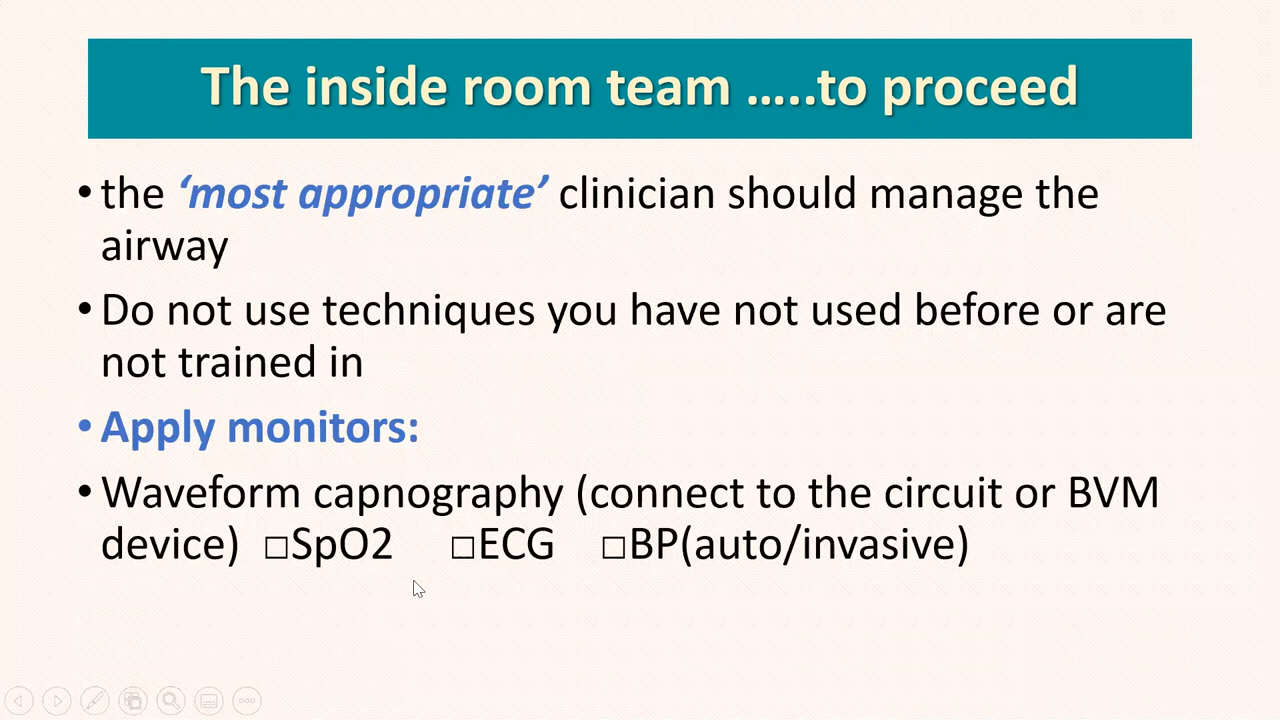 The inside room team …..to proceed
• the ‘most appropriate’ clinician should manage the
airway
• Do not use techniques you have not used before or are
not trained in
• Apply monitors:
• Waveform capnography (connect to the circuit or BVM
device) □SpO2 □ECG □BP(auto/invasive)